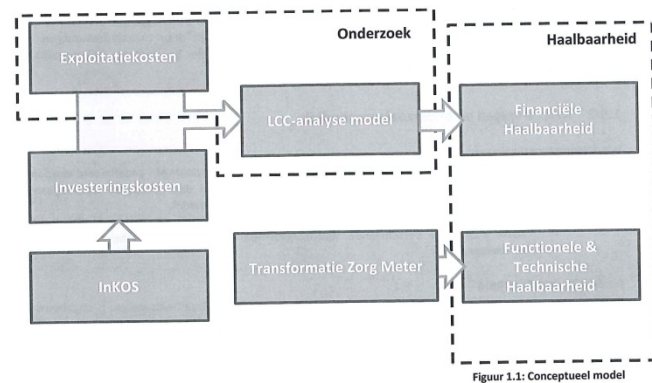 Onderzoek
Haalbaarheid
Exploitatiekosten
LCC-analyse model
Financiële
Haalbaarheid
Investeringskosten
InKOS
Transformatie Zorg Meter
Functionele &
Technische
Haalbaarheid
Figuur 1.1: Conceptueel model